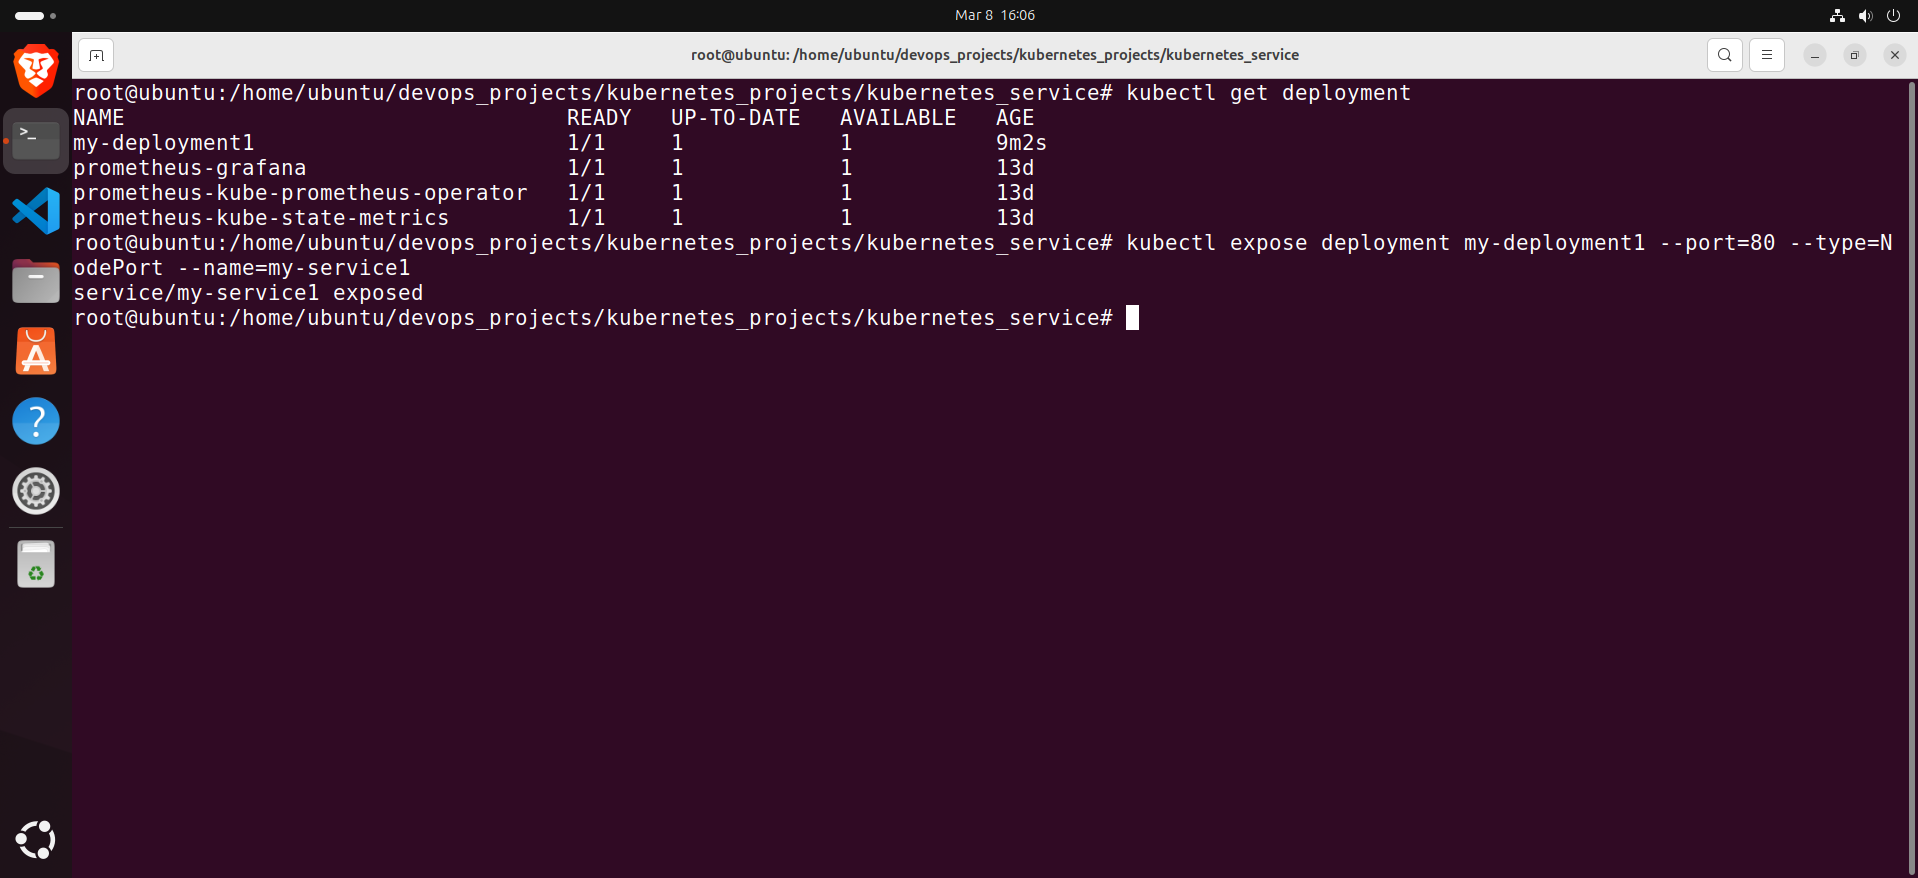 Mar 8 16:06
root@ubuntu: /home/ubuntu/devops_projects/kubernetes_projects/kubernetes_service
root@ubuntu:/home/ubuntu/devops_projects/kubernetes_projects/kubernetes_service# kubectl get deployment
NAME READY UP-TO-DATE AVAILABLE AGE
my-deployment1 1/1 1 1 9m2s
prometheus-grafana 1/1 1 1 13d
prometheus-kube-prometheus-operator 1/1 1 1 13d
prometheus-kube-state-metrics 1/1 1 1 13d
root@ubuntu:/home/ubuntu/devops_projects/kubernetes_projects/kubernetes_service# kubectl expose deployment my-deployment1 --port=80 --type=N
odePort --name=my-service1
service/my-service1 exposed
root@ubuntu:/home/ubuntu/devops_projects/kubernetes_projects/kubernetes_service#